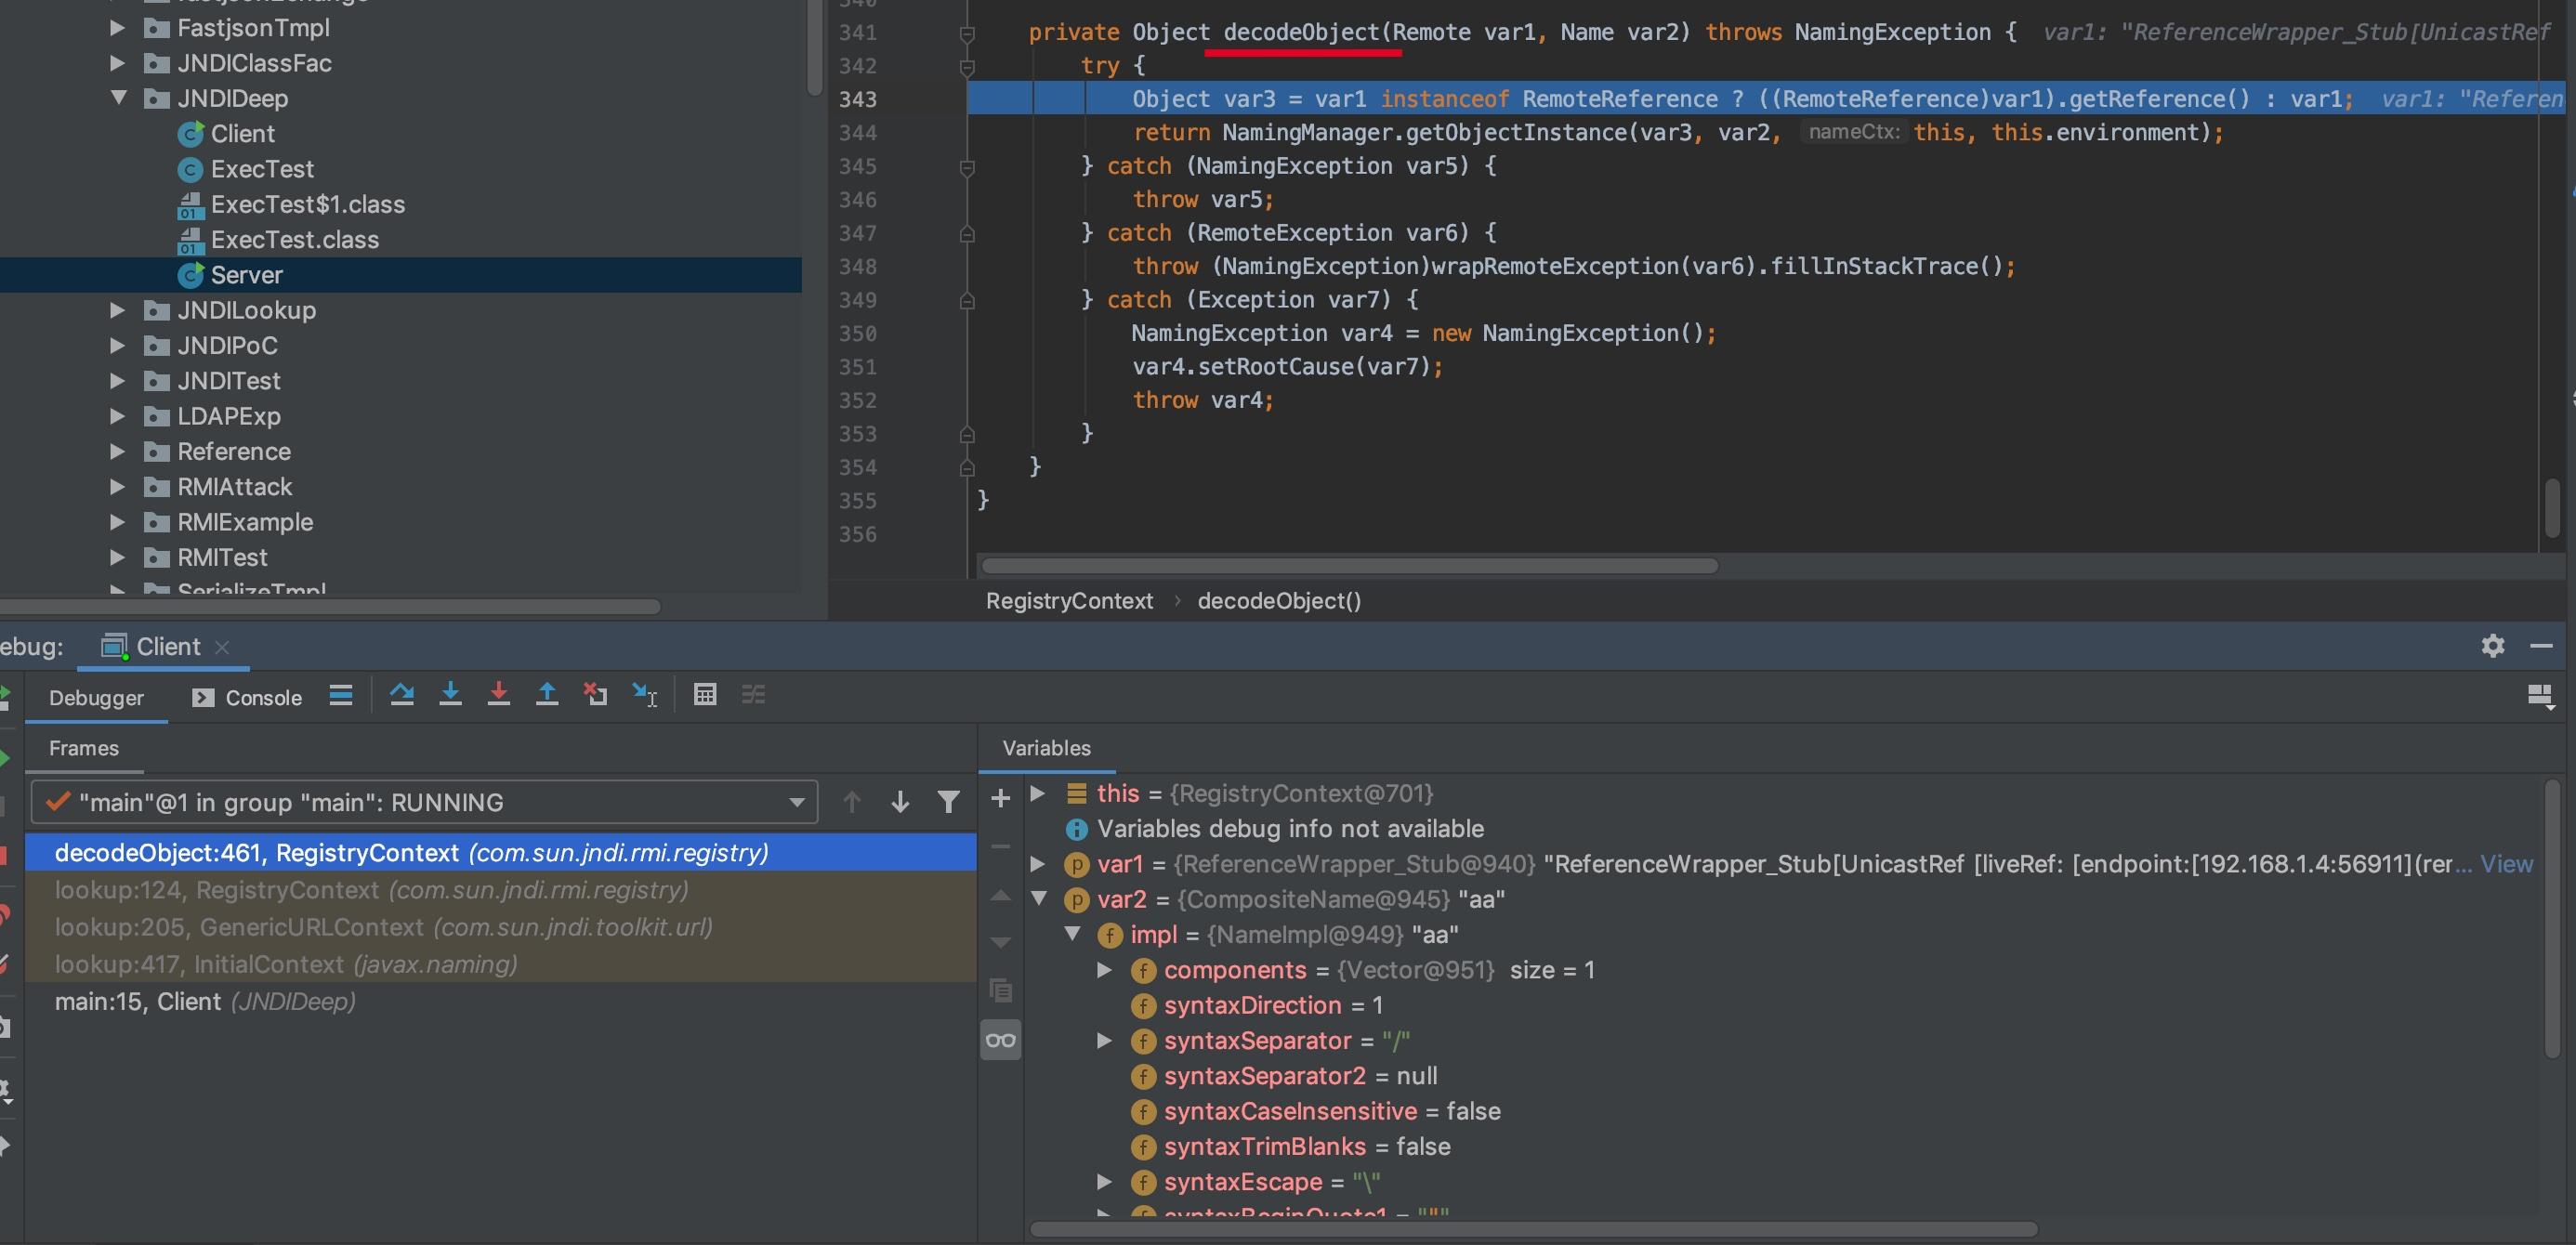 FastjsonTmpl
JNDIClassFac
JNDIDeep
Client
ExecTest
ExecTest$1.class
ExecTest.class
Server
JNDILookup
JNDIPoC
JNDITest
LDAPExp
Reference
RMIAttack
RMIExample
RMITest
SerializeTmpl
340
341 private Object decodeObject(Remote var1, Name var2) throws NamingException { var1: "ReferenceWrapper_Stub[UnicastRef
342 try {
343 Object var3 = var1 instanceof RemoteReference ? ((RemoteReference)var1).getReference() : var1; var1: "Referen
344 return NamingManager.getObjectInstance(var3, var2, nameCtx: this, this.environment);
345 } catch (NamingException var5) {
346 throw var5;
347 } catch (RemoteException var6) {
348 throw (NamingException)wrapRemoteException(var6).fillInStackTrace();
349 } catch (Exception var7) {
350 NamingException var4 = new NamingException();
351 var4.setRootCause(var7);
352 throw var4;
353 }
354 }
355 }
356
RegistryContext › decodeObject()
ebug: Client
Debugger Console
Frames
"main"@1 in group "main": RUNNING
decodeObject:461, RegistryContext (com.sun.jndi.rmi.registry)
lookup:124, RegistryContext (com.sun.jndi.rmi.registry)
lookup:205, GenericURLContext (com.sun.jndi.toolkit.url)
lookup:417, InitialContext (javax.naming)
main:15, Client (JNDIDeep)
Variables
this = {RegistryContext@701}
Variables debug info not available
var1 = {ReferenceWrapper_Stub@940} "ReferenceWrapper_Stub[UnicastRef [liveRef: [endpoint:[192.168.1.4:56911](rer... View
var2 = {CompositeName@945} "aa"
impl = {NameImpl@949} "aa"
components = {Vector@951} size = 1
syntaxDirection = 1
syntaxSeparator = "/"
syntaxSeparator2 = null
syntaxCaseInsensitive = false
syntaxTrimBlanks = false
syntaxEscape = "\"
syntaxBeginQuote1 = """